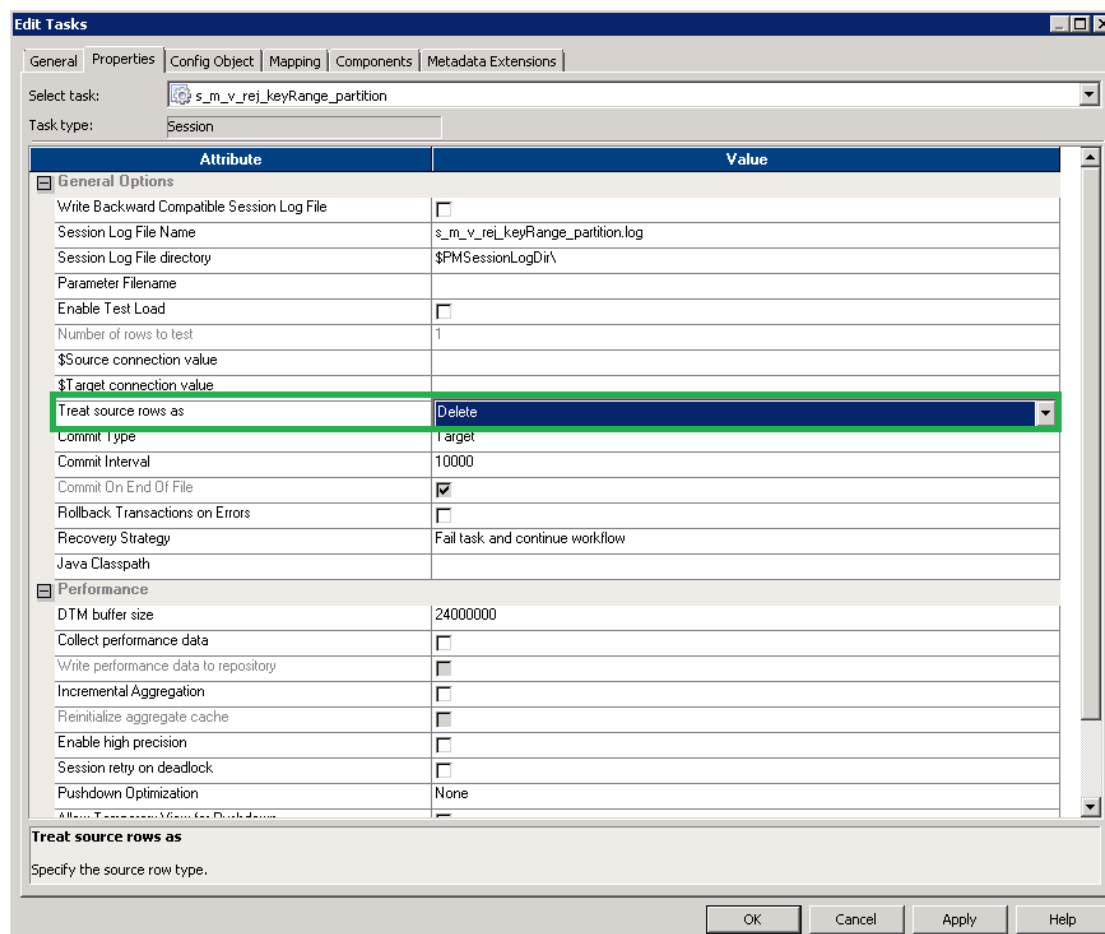 Edit Tasks
General Properties Config Object Mapping Components Metadata Extensions
Select task: s_m_v_rej_keyRange_partition
Task type: Session
Attribute Value
General Options
Write Backward Compatible Session Log File
Session Log File Name s_m_v_rej_keyRange_partition.log
Session Log File directory $PMSessionLogDir\
Parameter Filename
Enable Test Load
Number of rows to test 1
$Source connection value
$Target connection value
Treat source rows as Delete
Commit Type Target
Commit Interval 10000
Commit On End Of File
Rollback Transactions on Errors
Recovery Strategy Fail task and continue workflow
Java Classpath
Performance
DTM buffer size 24000000
Collect performance data
Write performance data to repository
Incremental Aggregation
Reinitialize aggregate cache
Enable high precision
Session retry on deadlock
Pushdown Optimization None
Allow Temporary View for Pushdown
Treat source rows as
Specify the source row type.
OK Cancel Apply Help